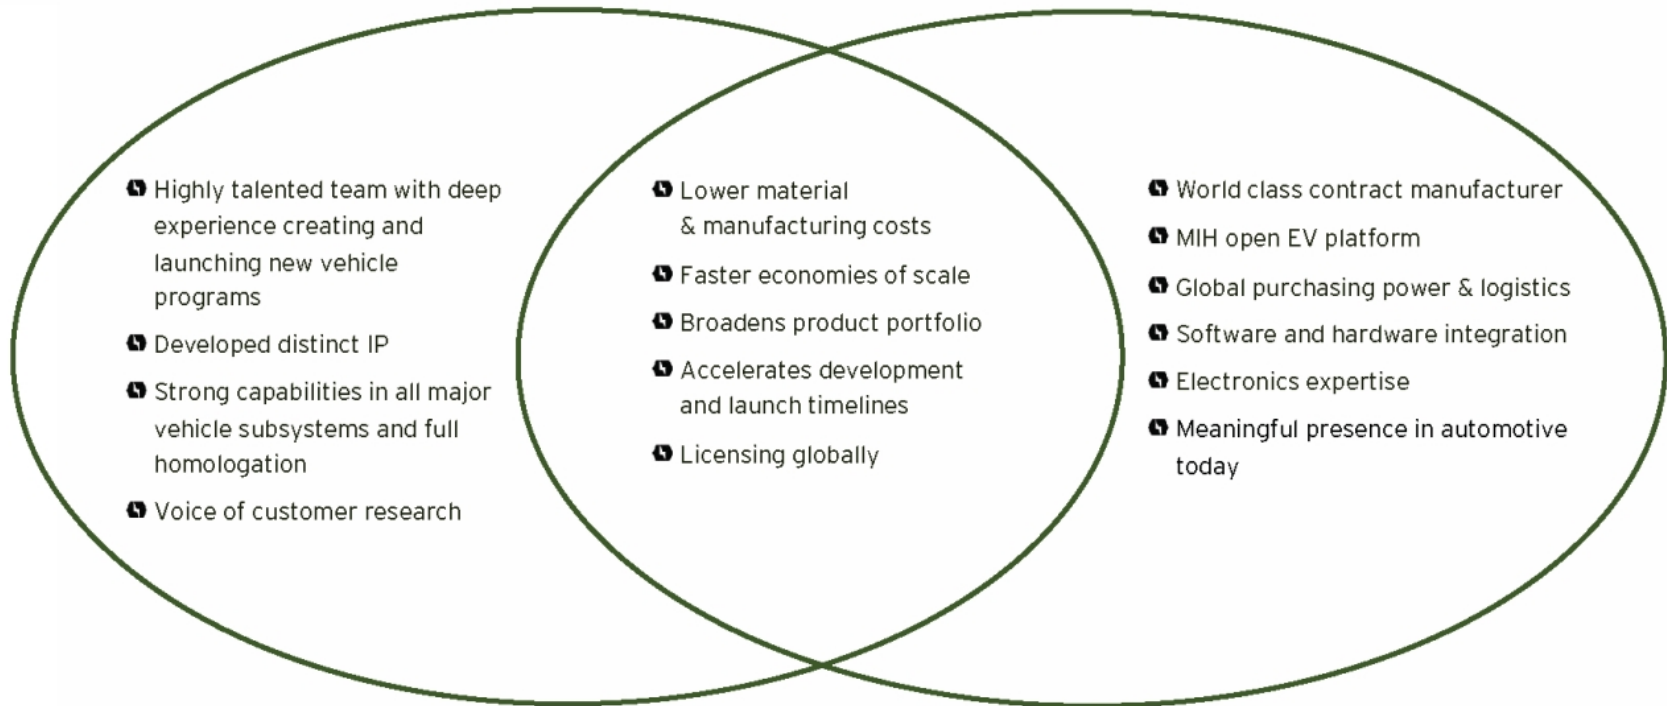 Highly talented team with deep
experience creating and
launching new vehicle
programs
Developed distinct IP
Strong capabilities in all major
vehicle subsystems and full
homologation
Voice of customer research
Lower material
& manufacturing costs
Faster economies of scale
Broadens product portfolio
Accelerates development
and launch timelines
Licensing globally
World class contract manufacturer
MIH open EV platform
Global purchasing power & logistics
Software and hardware integration
Electronics expertise
Meaningful presence in automotive
today